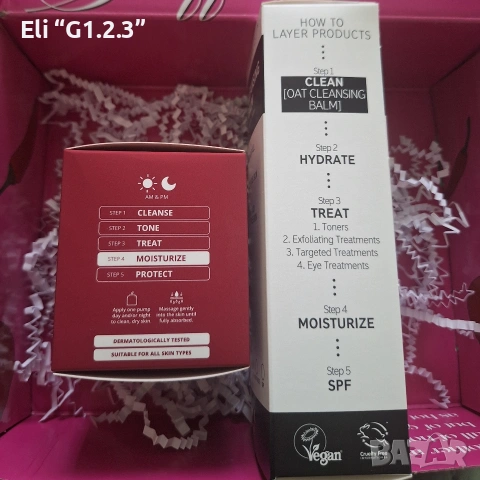 Eli “G1.2.3”
AM & PM
STEP 1 CLEANSE
STEP 2 TONE
STEP 3 TREAT
STEP 4 MOISTURIZE
STEP 5 PROTECT
Apply one pump
day and/or night
to clean, dry skin
Massage gently
into the skin until
fully absorbed.
DERMATOLOGICALLY TESTED
SUITABLE FOR ALL SKIN TYPES
HOW TO
LAYER PRODUCTS
Step 1
CLEAN
[OAT CLEANSING
BALM]
Step 2
HYDRATE
Step 3
TREAT
1. Toners
2. Exfoliating Treatments
3. Targeted Treatments
4. Eye Treatments
Step 4
MOISTURIZE
Step 5
SPF
Vegan
Cruelty Free
BAZAR